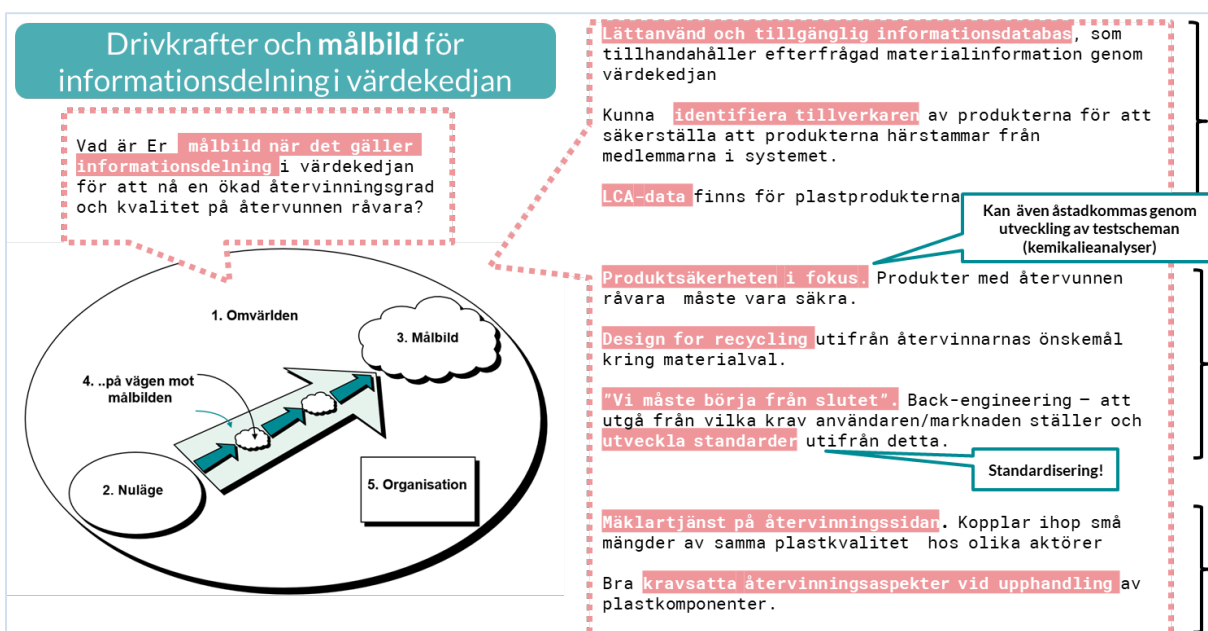 Drivkrafter och målbild för
informationsdelning i värdekedjan
Vad är Er målbild när det gäller
informationsdelning i värdekedjan
för att nå en ökad återvinningsgrad
och kvalitet på återvunnen råvara?
1. Omvärlden
3. Målbild
4. ..på vägen mot
målbilden
2. Nuläge
5. Organisation
Lättanvänd och tillgänglig informationsdatabas, som
tillhandahåller efterfrågad materialinformation genom
värdekedjan
Kunna identifiera tillverkaren av produkterna för att
säkerställa att produkterna härstammar från
medlemmarna i systemet.
LCA-data finns för plastprodukterna
Kan även åstadkommas genom
utveckling av testscheman
(kemikalieanalyser)
Produktsäkerheten i fokus. Produkter med återvunnen
råvara måste vara säkra.
Design for recycling utifrån återvinnarnas önskemål
kring materialval.
"Vi måste börja från slutet". Back-engineering – att
utgå från vilka krav användaren/marknaden ställer och
utveckla standarder utifrån detta.
Standardisering!
Mäklartjänst på återvinningssidan. Kopplar ihop små
mängder av samma plastkvalitet hos olika aktörer
Bra kravsatta återvinningsaspekter vid upphandling av
plastkomponenter.